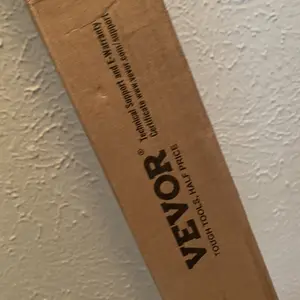 VEVOR®
TOUGH TOOLS, HALF PRICE
Technical Support and E-Warranty
Certificate www.vevor.com/support